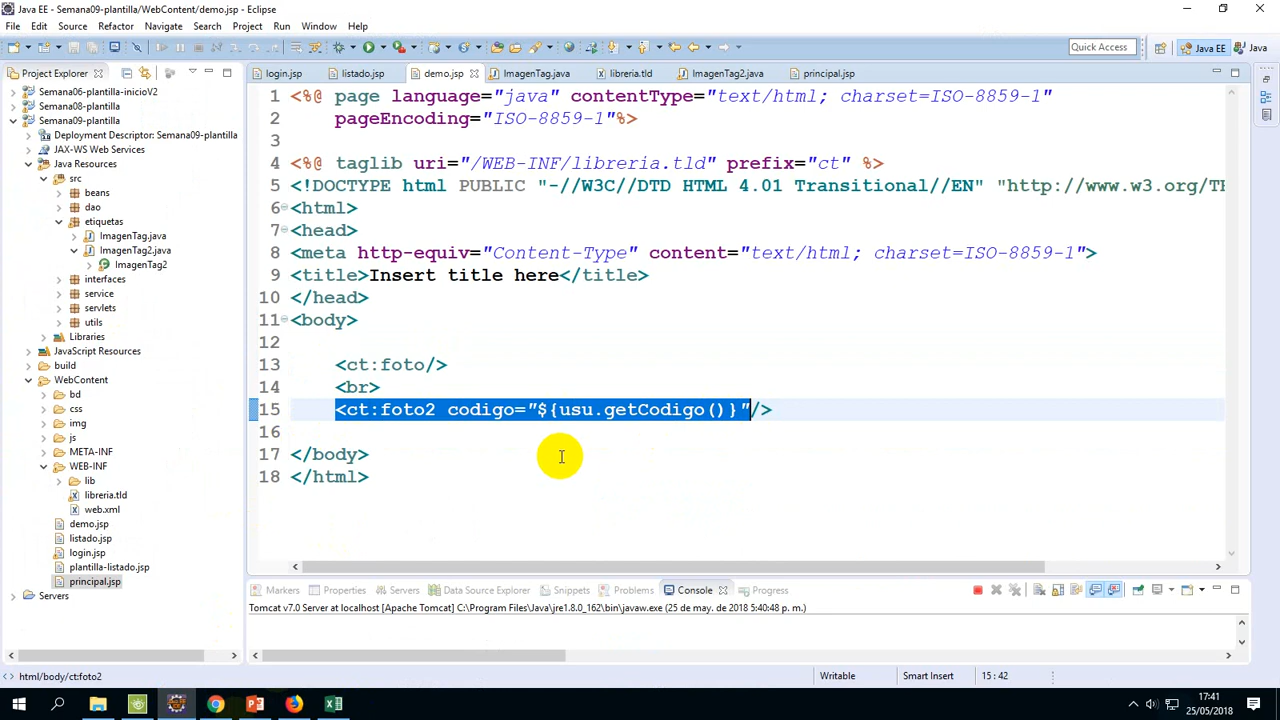 Java EE - Semana09-plantilla/WebContent/demo.jsp - Eclipse
File Edit Source Refactor Navigate Search Project Run Window Help
Quick Access
Java EE
Java
Project Explorer
login.jsp
listado.jsp
demo.jsp
ImagenTag.java
libreria.tld
ImagenTag2.java
principal.jsp
Semana06-plantilla-inicioV2
Semana08-plantilla
Semana09-plantilla
Deployment Descriptor: Semana09-plantilla
JAX-WS Web Services
Java Resources
src
beans
dao
etiquetas
ImagenTag.java
ImagenTag2.java
ImagenTag2
interfaces
service
servlets
utils
Libraries
JavaScript Resources
build
WebContent
bd
css
img
js
META-INF
WEB-INF
lib
libreria.tld
web.xml
demo.jsp
listado.jsp
login.jsp
plantilla-listado.jsp
principal.jsp
Servers
1 <%@ page language="java" contentType="text/html; charset=ISO-8859-1"
2 pageEncoding="ISO-8859-1"%>
3
4 <%@ taglib uri="/WEB-INF/libreria.tld" prefix="ct" %>
5 <!DOCTYPE html PUBLIC "-//W3C//DTD HTML 4.01 Transitional//EN" "http://www.w3.org/TR
6 <html>
7 <head>
8 <meta http-equiv="Content-Type" content="text/html; charset=ISO-8859-1">
9 <title>Insert title here</title>
10 </head>
11 <body>
12
13 <ct:foto/>
14 <br>
15 <ct:foto2 codigo="${usu.getCodigo()}"/>
16
17 </body>
18 </html>
Markers
Properties
Servers
Data Source Explorer
Snippets
Problems
Console
Progress
Tomcat v7.0 Server at localhost [Apache Tomcat] C:\Program Files\Java\jre1.8.0_162\bin\javaw.exe (25 de may. de 2018 5:40:48 p. m.)
html/body/ct:foto2
Writable
Smart Insert
15 : 42
17:41
25/05/2018